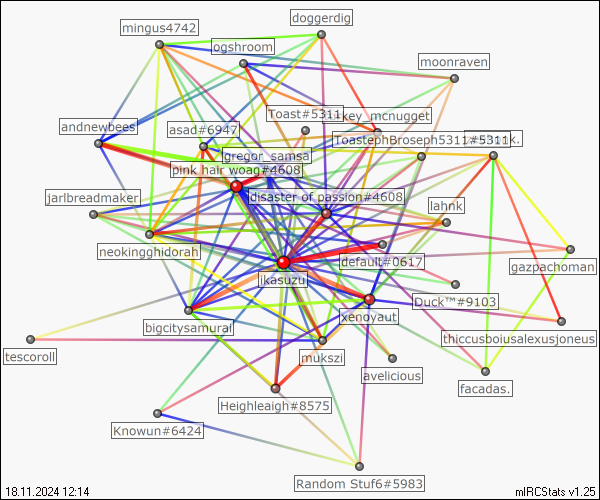 doggerdig
mingus4742
ogshroom
moonraven
Toast#5311
key_mcnugget
andnewbees
asad#6947
ToastephBroseph5311#5311
k.
gregor_samsa
pink hair woag#4608
jarlbreadmaker
disaster of passion#4608
lahnk
neokingghidorah
default#0617
gazpachoman
ikasuzu
Duck™#9103
xenoyaut
bigcitysamurai
thiccusboiusalexusjoneus
tescoroll
mukszi
avelicious
facadas.
Heighleaigh#8575
Knowun#6424
Random Stuf6#5983
18.11.2024 12:14
mIRCStats v1.25